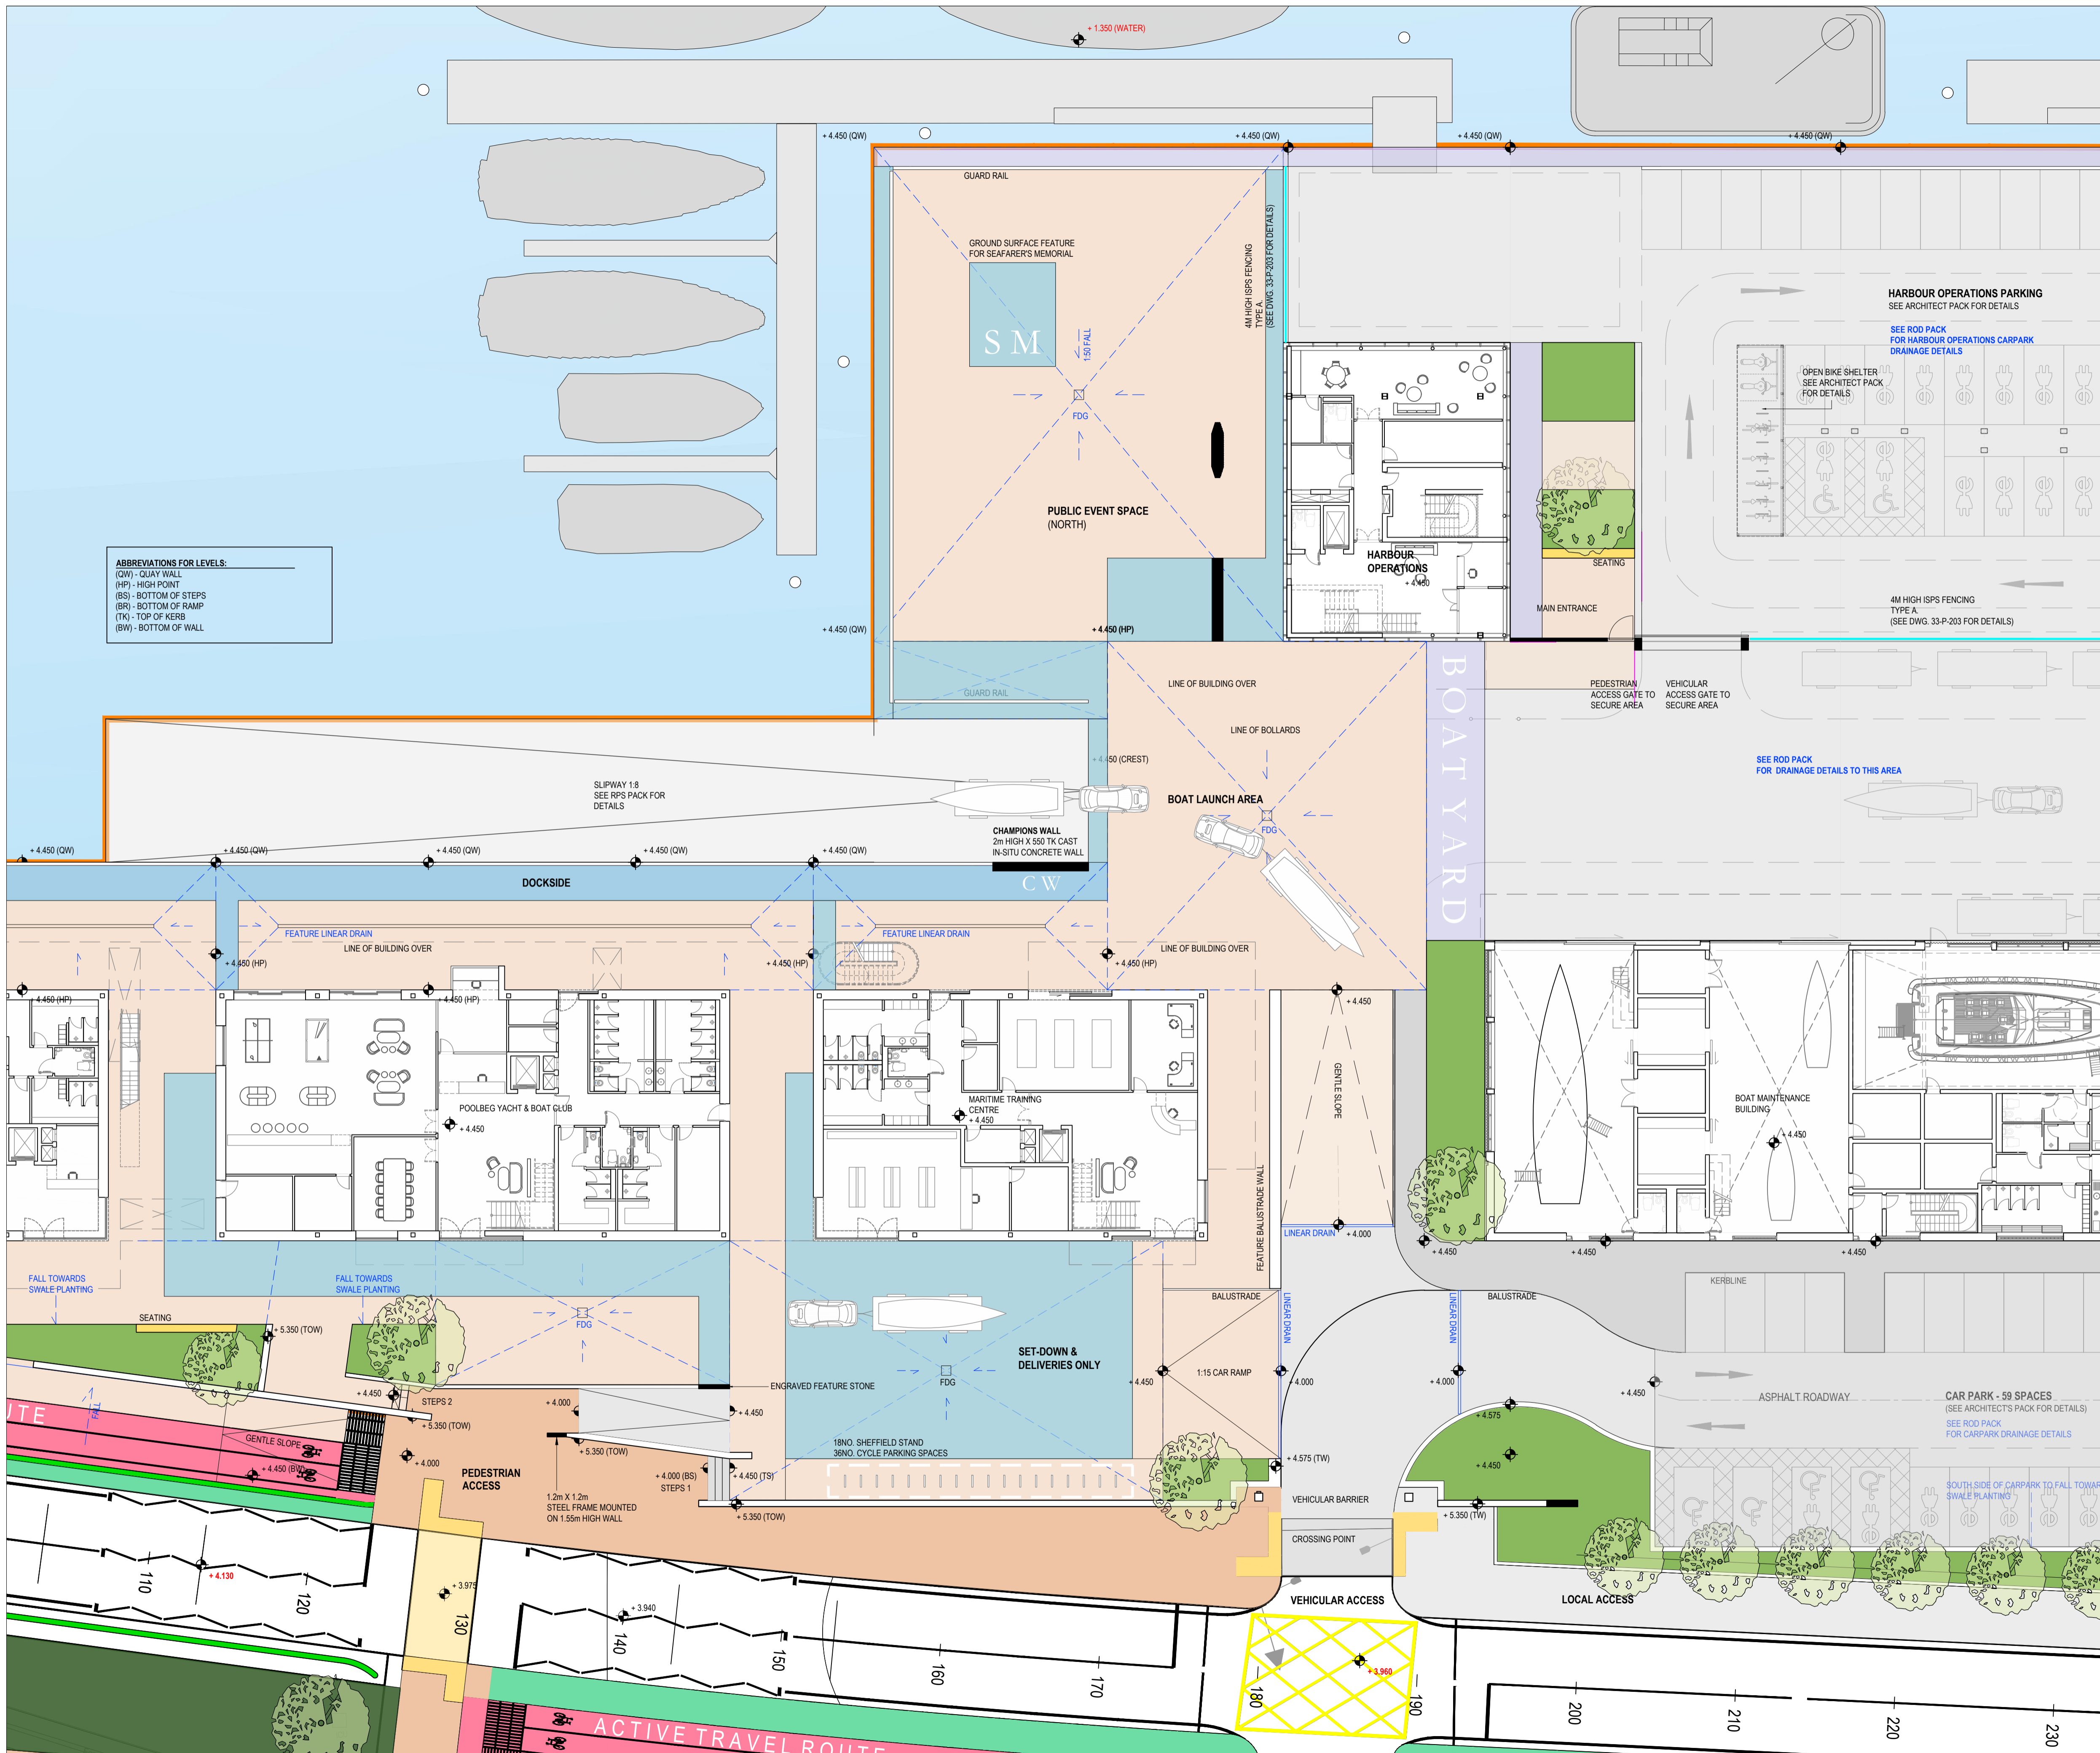 + 1.350 (WATER)
+ 4.450 (QW)
+ 4.450 (QW)
+ 4.450 (QW)
+ 4.450 (QW)
GUARD RAIL
GROUND SURFACE FEATURE
FOR SEAFARER'S MEMORIAL
S M
1:50 FALL
FDG
4M HIGH ISPS FENCING
TYPE A.
(SEE DWG. 33-P-203 FOR DETAILS)
PUBLIC EVENT SPACE
(NORTH)
HARBOUR OPERATIONS PARKING
SEE ARCHITECT PACK FOR DETAILS
SEE ROD PACK
FOR HARBOUR OPERATIONS CARPARK
DRAINAGE DETAILS
OPEN BIKE SHELTER
SEE ARCHITECT PACK
FOR DETAILS
HARBOUR
OPERATIONS
+ 4.450
SEATING
MAIN ENTRANCE
4M HIGH ISPS FENCING
TYPE A.
(SEE DWG. 33-P-203 FOR DETAILS)
ABBREVIATIONS FOR LEVELS:
(QW) - QUAY WALL
(HP) - HIGH POINT
(BS) - BOTTOM OF STEPS
(BR) - BOTTOM OF RAMP
(TK) - TOP OF KERB
(BW) - BOTTOM OF WALL
+ 4.450 (QW)
+ 4.450 (HP)
GUARD RAIL
LINE OF BUILDING OVER
LINE OF BOLLARDS
BOATYARD
PEDESTRIAN
ACCESS GATE TO
SECURE AREA
VEHICULAR
ACCESS GATE TO
SECURE AREA
SEE ROD PACK
FOR DRAINAGE DETAILS TO THIS AREA
+ 4.450 (CREST)
SLIPWAY 1:8
SEE RPS PACK FOR
DETAILS
BOAT LAUNCH AREA
FDG
CHAMPIONS WALL
2m HIGH X 550 TK CAST
IN-SITU CONCRETE WALL
C W
+ 4.450 (QW)
+ 4.450 (QW)
+ 4.450 (QW)
+ 4.450 (QW)
+ 4.450 (QW)
DOCKSIDE
FEATURE LINEAR DRAIN
FEATURE LINEAR DRAIN
LINE OF BUILDING OVER
LINE OF BUILDING OVER
+ 4.450 (HP)
+ 4.450 (HP)
+ 4.450 (HP)
+ 4.450 (HP)
+ 4.450 (HP)
+ 4.450
GENTLE SLOPE
POOLBEG YACHT & BOAT CLUB
+ 4.450
MARITIME TRAINING
CENTRE
+ 4.450
BOAT MAINTENANCE
BUILDING
+ 4.450
FEATURE BALUSTRADE WALL
LINEAR DRAIN
+ 4.000
+ 4.450
+ 4.450
+ 4.450
FALL TOWARDS
SWALE PLANTING
FALL TOWARDS
SWALE PLANTING
SEATING
+ 5.350 (TOW)
FDG
BALUSTRADE
LINEAR DRAIN
LINEAR DRAIN
BALUSTRADE
KERBLINE
SET-DOWN &
DELIVERIES ONLY
FDG
1:15 CAR RAMP
+ 4.450
+ 4.000
+ 4.000
+ 4.450
ASPHALT ROADWAY
CAR PARK - 59 SPACES
(SEE ARCHITECT'S PACK FOR DETAILS)
SEE ROD PACK
FOR CARPARK DRAINAGE DETAILS
SOUTH SIDE OF CARPARK TO FALL TOWAR
SWALE PLANTING
ENGRAVED FEATURE STONE
+ 4.450
STEPS 2
+ 5.350 (TOW)
+ 4.000
+ 4.450
+ 5.350 (TOW)
+ 4.575
+ 4.450
FALL
UTE
GENTLE SLOPE
+ 4.450 (BW)
+ 4.000
PEDESTRIAN
ACCESS
18NO. SHEFFIELD STAND
36NO. CYCLE PARKING SPACES
+ 4.000 (BS)
STEPS 1
+ 4.450 (TS)
+ 4.575 (TW)
1.2m X 1.2m
STEEL FRAME MOUNTED
ON 1.55m HIGH WALL
+ 5.350 (TOW)
VEHICULAR BARRIER
+ 5.350 (TW)
CROSSING POINT
VEHICULAR ACCESS
LOCAL ACCESS
+ 4.130
+ 3.975
+ 3.940
+ 3.960
110
120
130
140
150
160
170
180
190
200
210
220
230
ACTIVE TRAVEL ROUTE